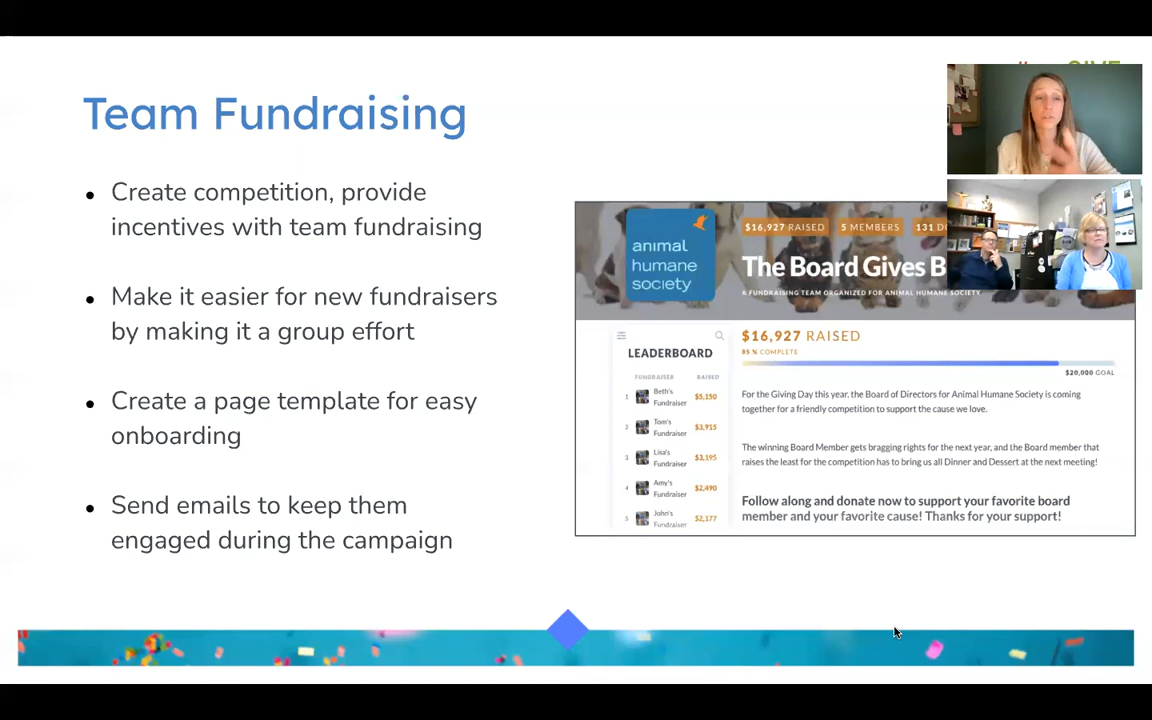 Team Fundraising
Create competition, provide
incentives with team fundraising
Make it easier for new fundraisers
by making it a group effort
Create a page template for easy
onboarding
Send emails to keep them
engaged during the campaign
animal
humane
society
$16,927 RAISED 5 MEMBERS 131
The Board Gives
A FUNDRAISING TEAM ORGANIZED FOR ANIMAL HUMANE SOCIETY
LEADERBOARD
FUNDRAISER RAISED
1 Beth's Fundraiser $5,150
2 Tom's Fundraiser $3,915
3 Lisa's Fundraiser $3,195
4 Amy's Fundraiser $2,490
5 John's Fundraiser $2,177
$16,927 RAISED
85 % COMPLETE
$20,000 GOAL
For the Giving Day this year, the Board of Directors for Animal Humane Society is coming
together for a friendly competition to support the cause we love.
The winning Board Member gets bragging rights for the next year, and the Board member that
raises the least for the competition has to bring us all Dinner and Dessert at the next meeting!
Follow along and donate now to support your favorite board
member and your favorite cause! Thanks for your support!